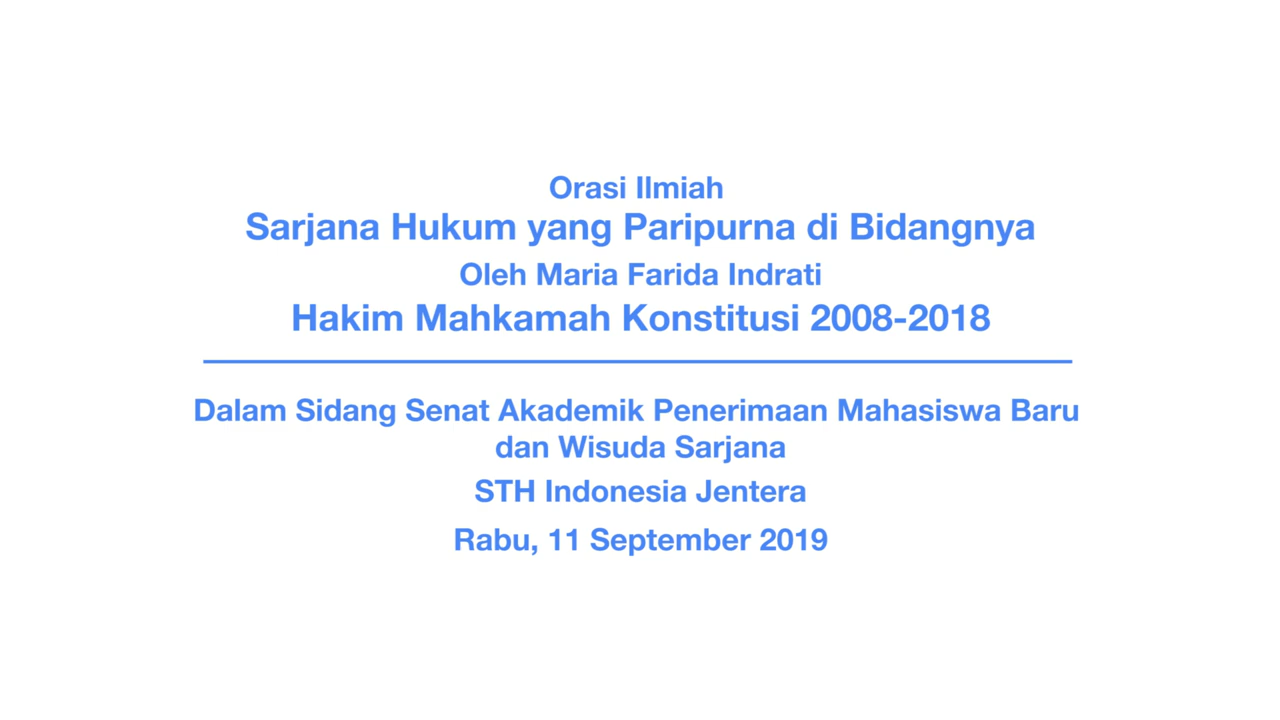 Orasi Ilmiah
Sarjana Hukum yang Paripurna di Bidangnya
Oleh Maria Farida Indrati
Hakim Mahkamah Konstitusi 2008-2018
Dalam Sidang Senat Akademik Penerimaan Mahasiswa Baru
dan Wisuda Sarjana
STH Indonesia Jentera
Rabu, 11 September 2019